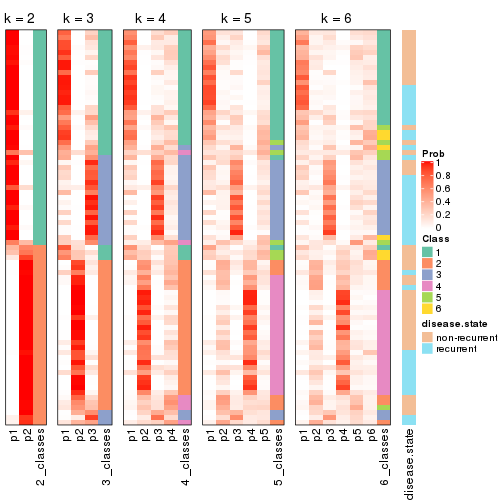 k = 2
k = 3
k = 4
k = 5
k = 6
Prob
1
0.8
0.6
0.4
0.2
0
Class
1
2
3
4
5
6
disease.state
non-recurrent
recurrent
p1
p2
2_classes
p1
p2
p3
3_classes
p1
p2
p3
p4
4_classes
p1
p2
p3
p4
p5
5_classes
p1
p2
p3
p4
p5
p6
6_classes
disease.state